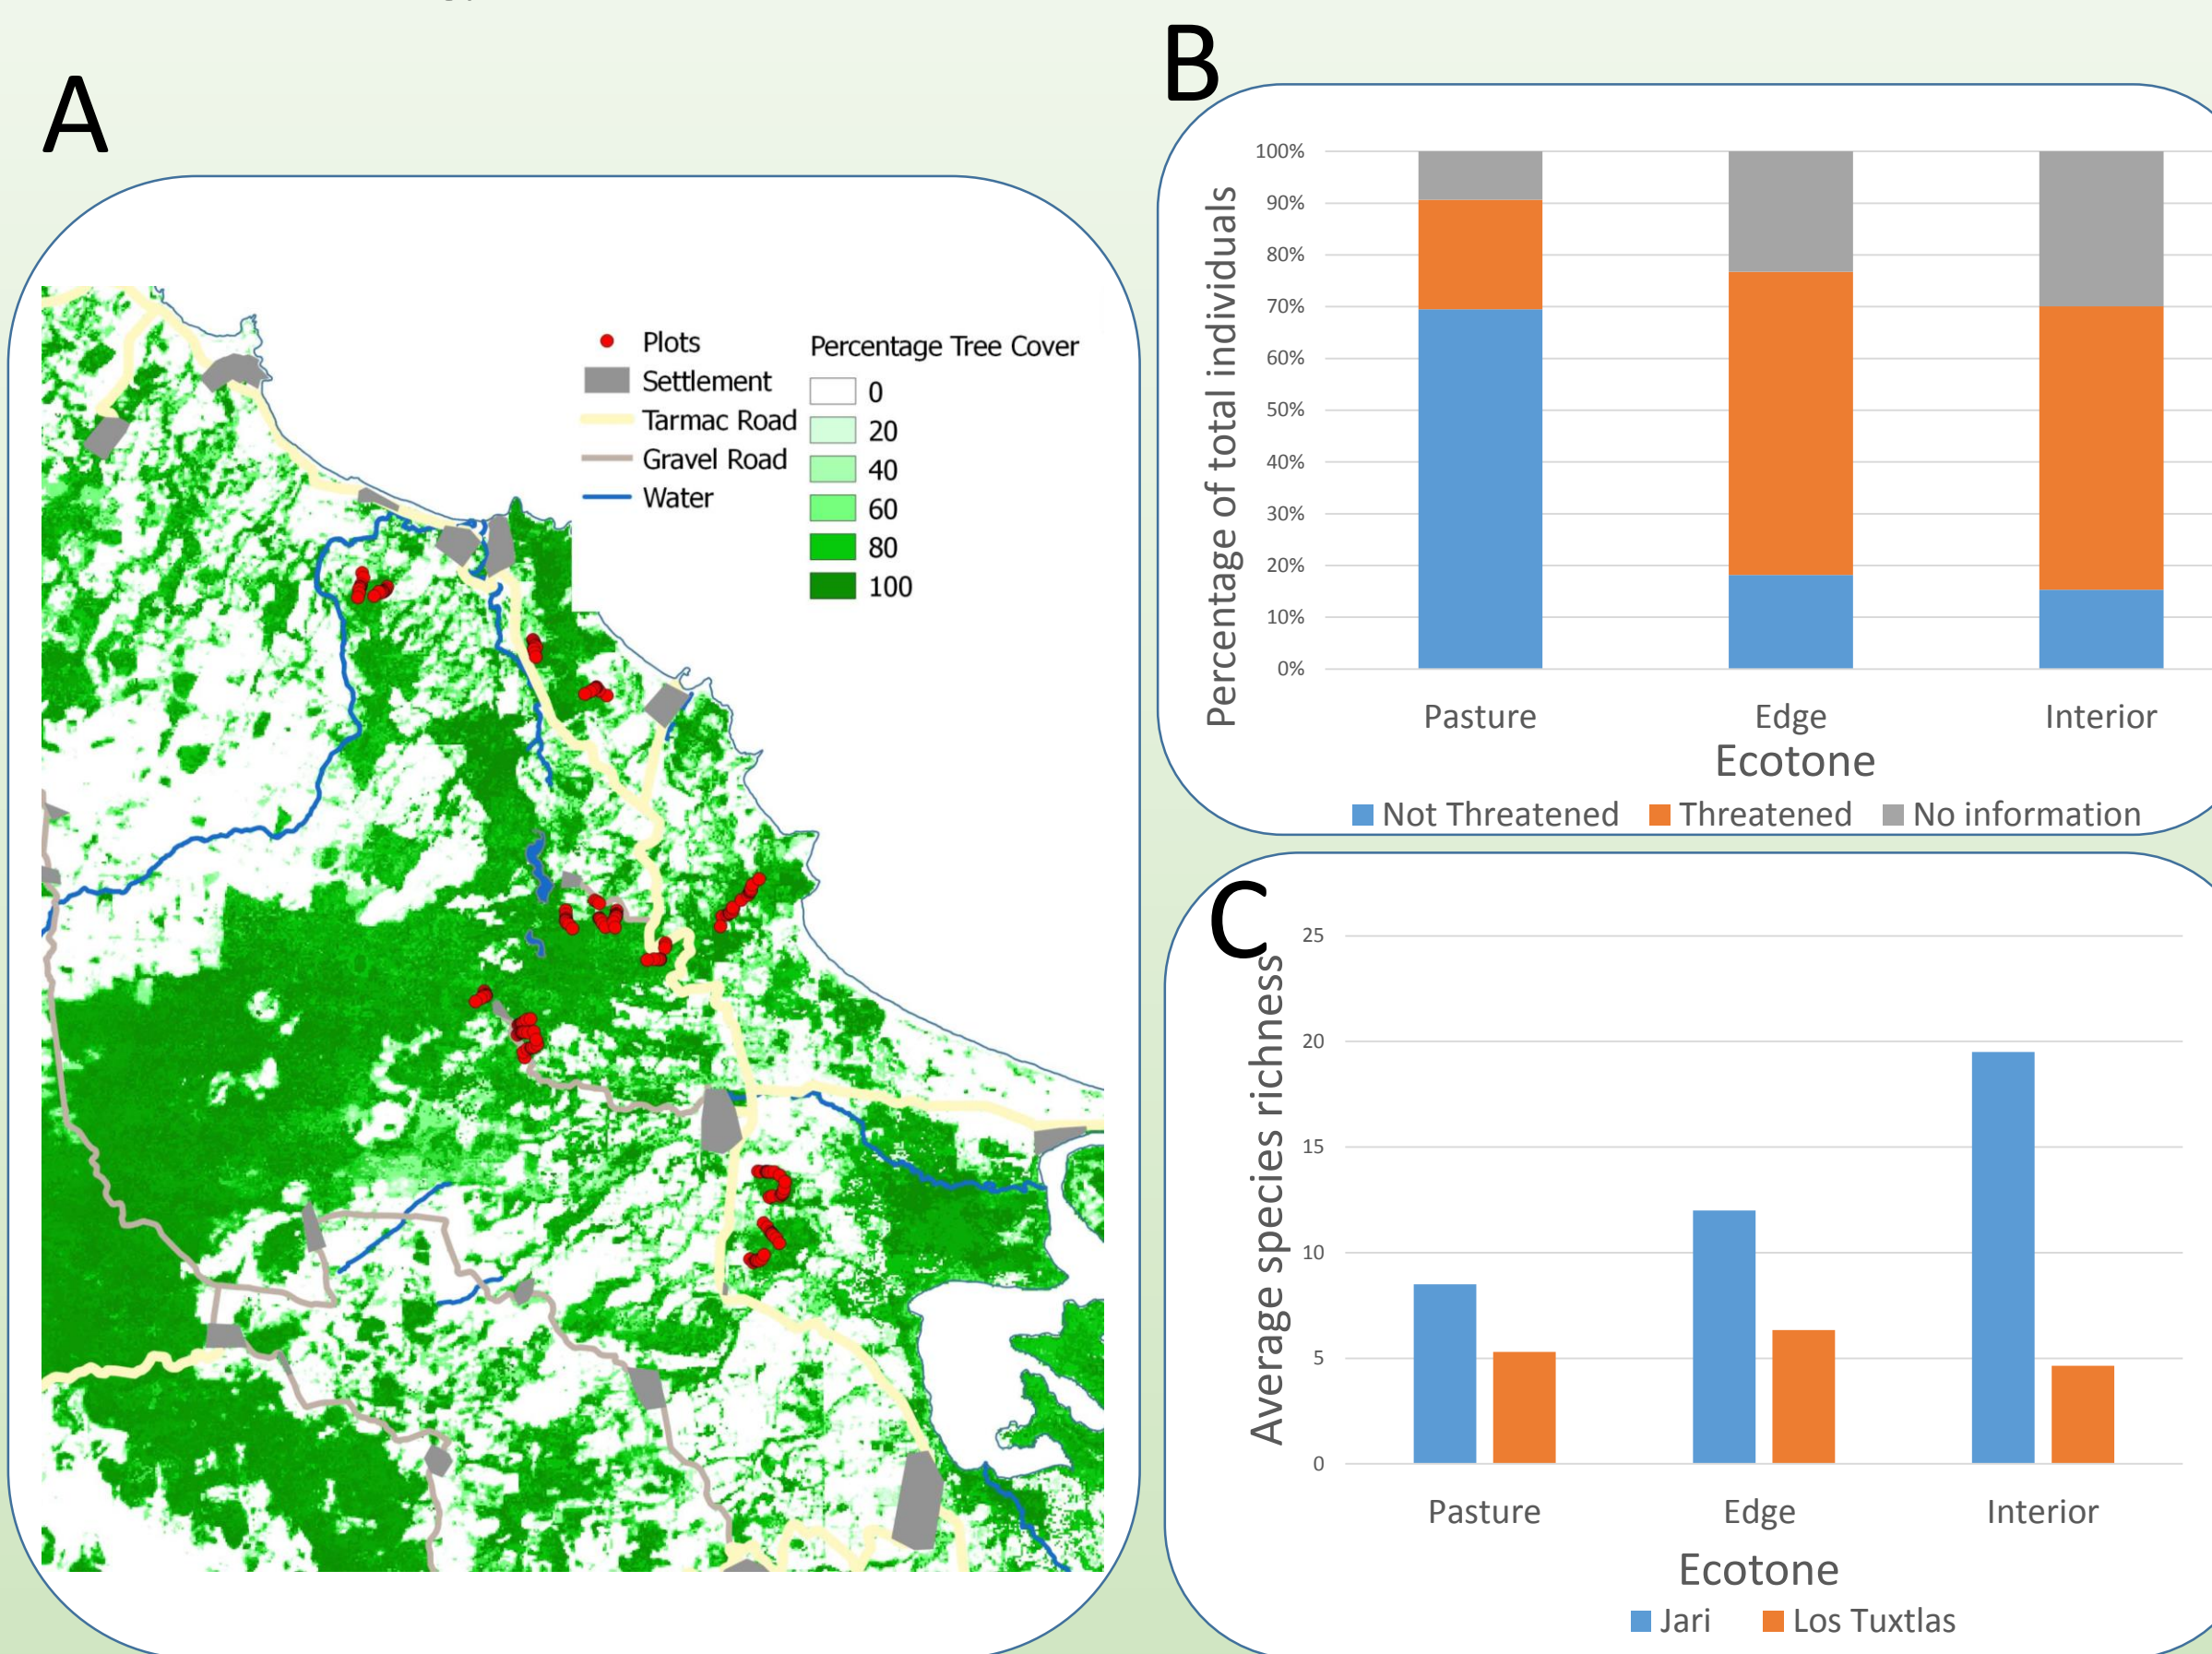 A
Plots
Settlement
Tarmac Road
Gravel Road
Water
Percentage Tree Cover
0
20
40
60
80
100
B
Percentage of total individuals
100%
90%
80%
70%
60%
50%
40%
30%
20%
10%
0%
Pasture Edge Interior
Ecotone
Not Threatened Threatened No information
C
Average species richness
25
20
15
10
5
0
Pasture Edge Interior
Ecotone
Jari Los Tuxtlas